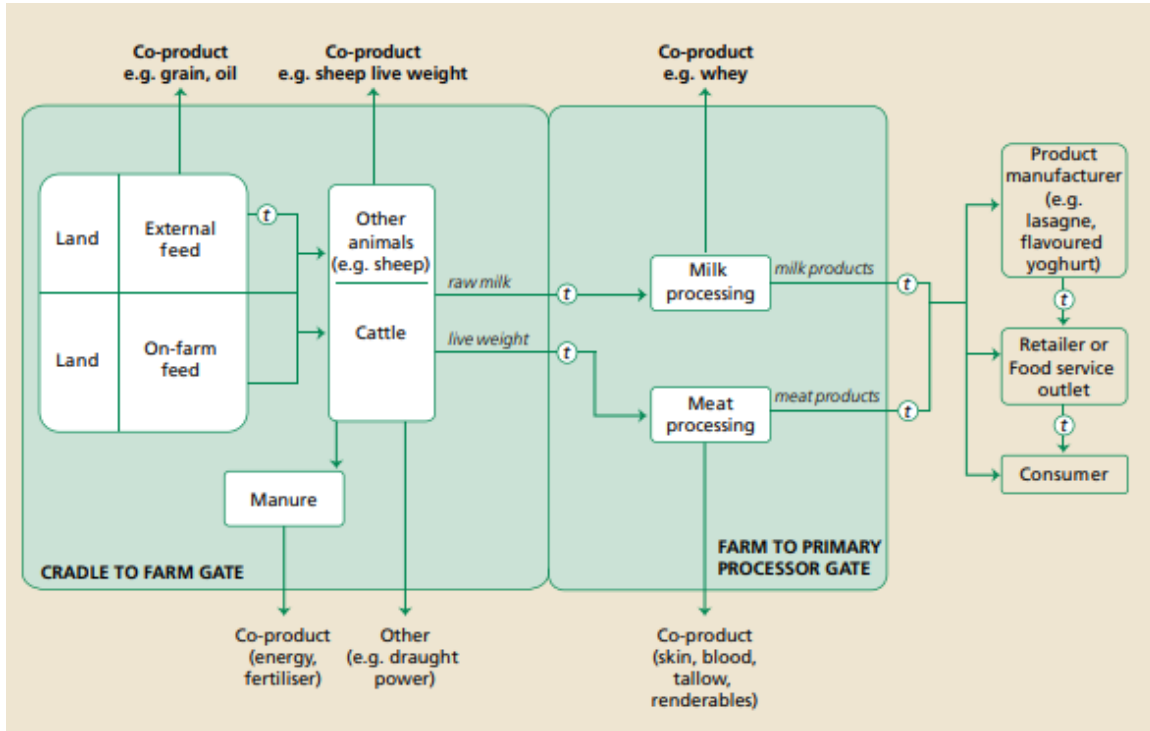 Co-product
e.g. grain, oil
Co-product
e.g. sheep live weight
Co-product
e.g. whey
Land
External
feed
t
Land
On-farm
feed
Other
animals
(e.g. sheep)
Cattle
raw milk
t
live weight
t
Manure
CRADLE TO FARM GATE
Milk
processing
milk products
t
Meat
processing
meat products
t
FARM TO PRIMARY
PROCESSOR GATE
Product
manufacturer
(e.g.
lasagne,
flavoured
yoghurt)
t
Retailer or
Food service
outlet
t
Consumer
Co-product
(energy,
fertiliser)
Other
(e.g. draught
power)
Co-product
(skin, blood,
tallow,
renderables)